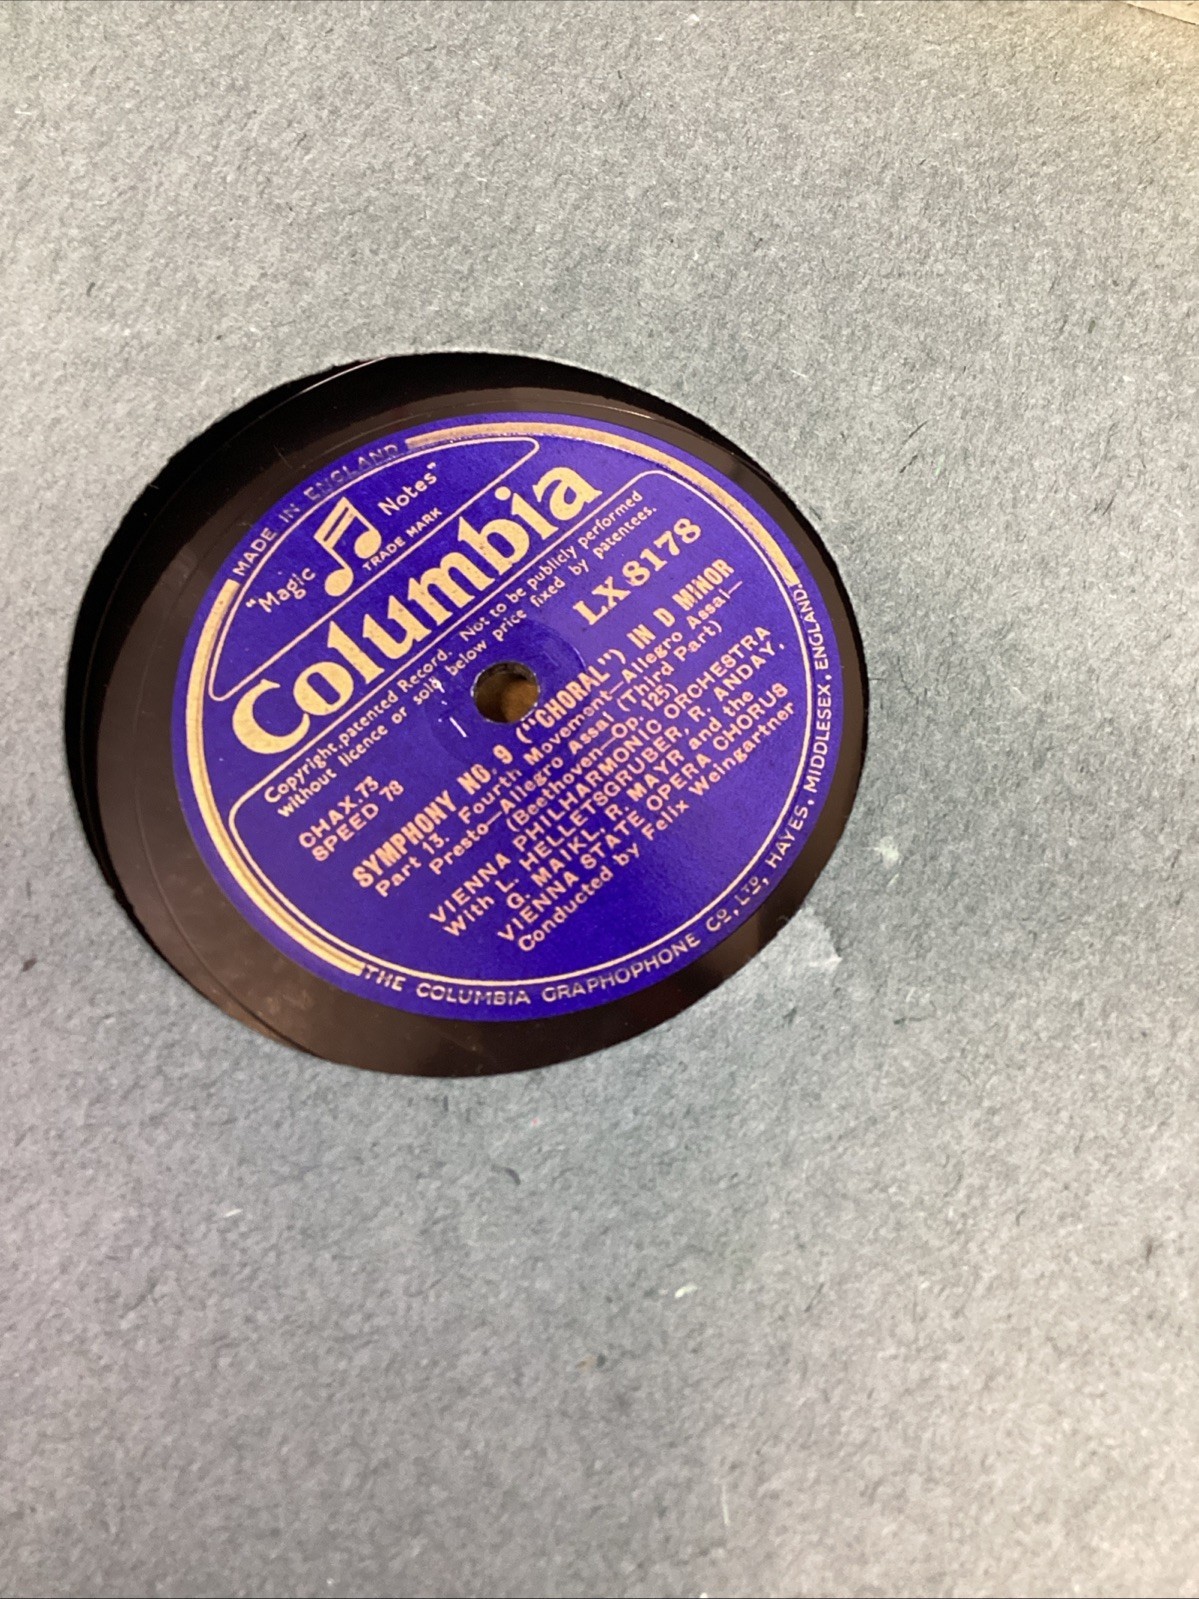 MADE IN ENGLAND
"Magic Notes"
TRADE MARK
Columbia
Copyright, patented Record. Not to be publicly performed
without licence or sold below price fixed by patentees.
LX 8178
CHAX.73
SPEED 78
SYMPHONY NO. 9 ("CHORAL") IN D MINOR
Part 13. Fourth Movement—Allegro Assai—
Presto—Allegro Assai (Third Part)
(Beethoven—Op. 125)
VIENNA PHILHARMONIC ORCHESTRA
With L. HELLETSGRUBER, R. ANDAY,
G. MAIKL, R. MAYR and the
VIENNA STATE OPERA CHORUS
Conducted by Felix Weingartner
THE COLUMBIA GRAPHOPHONE CO, LTD, HAYES, MIDDLESEX, ENGLAND.